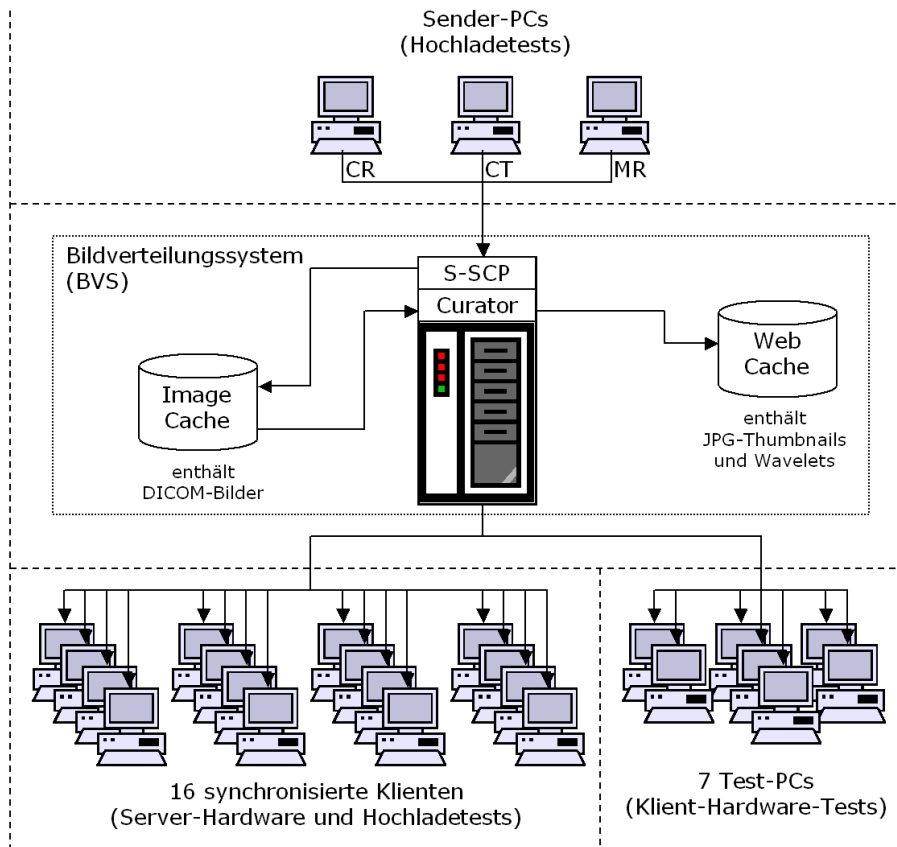 Sender-PCs
(Hochladetests)
CR
CT
MR
Bildverteilungssystem
(BVS)
S-SCP
Curator
Image
Cache
enthält
DICOM-Bilder
Web
Cache
enthält
JPG-Thumbnails
und Wavelets
16 synchronisierte Klienten
(Server-Hardware und Hochladetests)
7 Test-PCs
(Klient-Hardware-Tests)